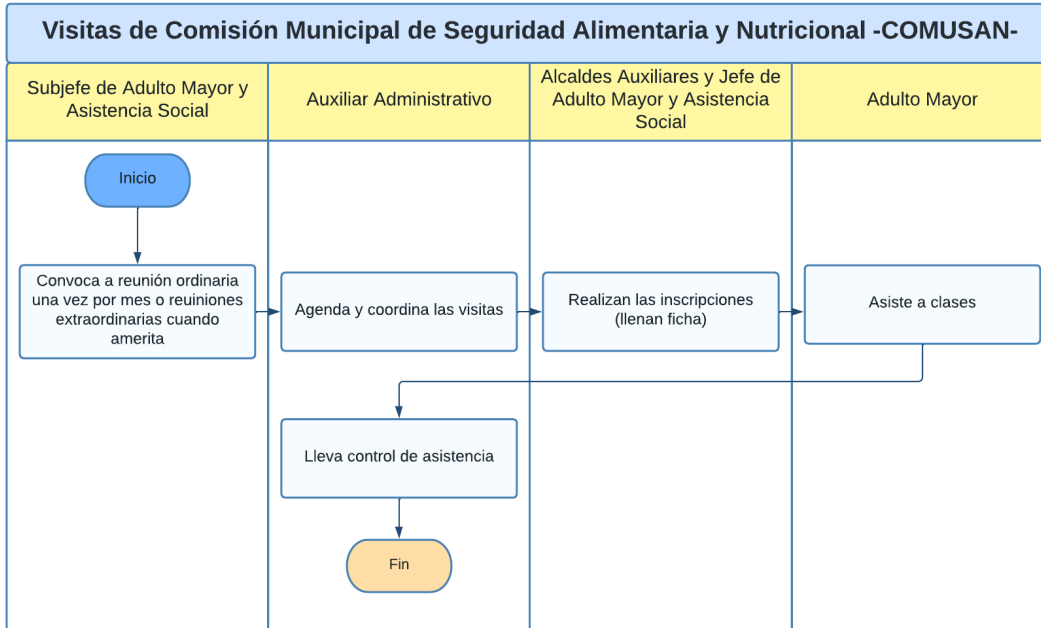 Visitas de Comisión Municipal de Seguridad Alimentaria y Nutricional -COMUSAN-
Subjefe de Adulto Mayor y
Asistencia Social
Auxiliar Administrativo
Alcaldes Auxiliares y Jefe de
Adulto Mayor y Asistencia
Social
Adulto Mayor
Inicio
Convoca a reunión ordinaria
una vez por mes o reuiniones
extraordinarias cuando
amerita
Agenda y coordina las visitas
Realizan las inscripciones
(llenan ficha)
Asiste a clases
Lleva control de asistencia
Fin